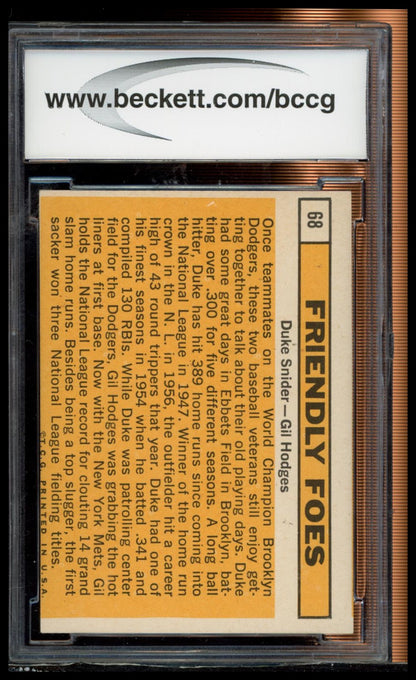 www.beckett.com/bccg
68
FRIENDLY FOES
Duke Snider—Gil Hodges
Once teammates on the World Champion Brooklyn
Dodgers, these two baseball veterans still enjoy get-
ting together to talk about their old playing days. Duke
had some great days in Ebbets Field in Brooklyn, bat-
ting over .300 for five different seasons. A long ball
hitter, Duke has hit 389 home runs since coming into
the National League in 1947. Winner of the home run
crown in the N. L. in 1956, the outfielder hit a career
high of 43 round trippers that year. Duke had one of
his finest seasons in 1954 when he batted .341 and
compiled 130 RBIs. While Duke was patrolling center
field for the Dodgers, Gil Hodges was grabbing the hot
liners at first base. Now with the New York Mets, Gil
holds the National League record for clouting 14 grand
slam home runs. Besides being a top slugger, the first
sacker won three National League fielding titles.
©T.C.G. PRINTED IN U.S.A.